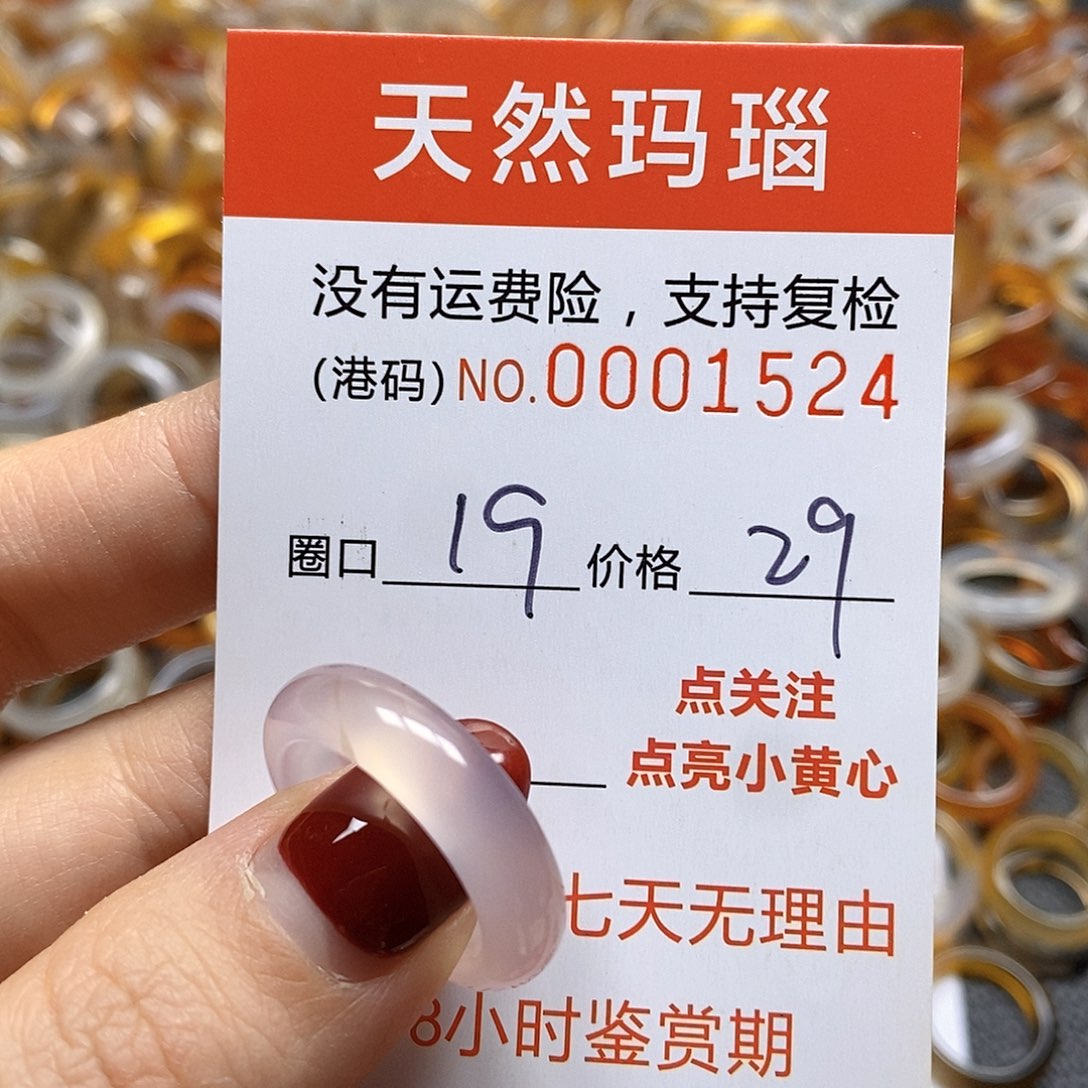 天然玛瑙
没有运费险，支持复检
(港码) NO.0001524
圈口 19 价格 29
点关注
点亮小黄心
七天无理由
8小时鉴赏期